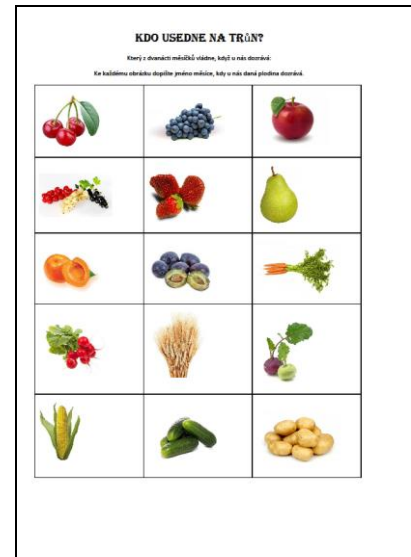 KDO USEDNE NA TRůN?
Který z dvanácti měsíčků vládne, když u nás dozrává:
Ke každému obrázku dopište jméno měsíce, kdy u nás daná plodina dozrává.